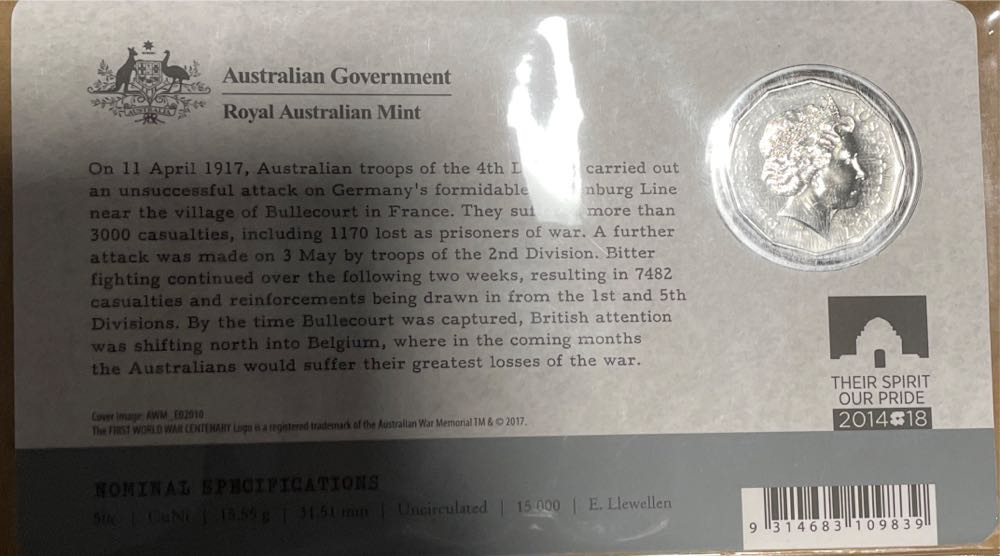 Australian Government
Royal Australian Mint
On 11 April 1917, Australian troops of the 4th carried out
an unsuccessful attack on Germany's formidable nburg Line
near the village of Bullecourt in France. They more than
3000 casualties, including 1170 lost as prisoners of war. A further
attack was made on 3 May by troops of the 2nd Division. Bitter
fighting continued over the following two weeks, resulting in 7482
casualties and reinforcements being drawn in from the 1st and 5th
Divisions. By the time Bullecourt was captured, British attention
was shifting north into Belgium, where in the coming months
the Australians would suffer their greatest losses of the war.
Cover image: AWM_E02010
The FIRST WORLD WAR CENTENARY Logo is a registered trademark of the Australian War Memorial TM & © 2017.
THEIR SPIRIT
OUR PRIDE
2014 18
NOMINAL SPECIFICATIONS
50c | CuNi | 15.55 g | 31.51 mm | Uncirculated | 15 000 | E. Llewellen
9 314683 109839